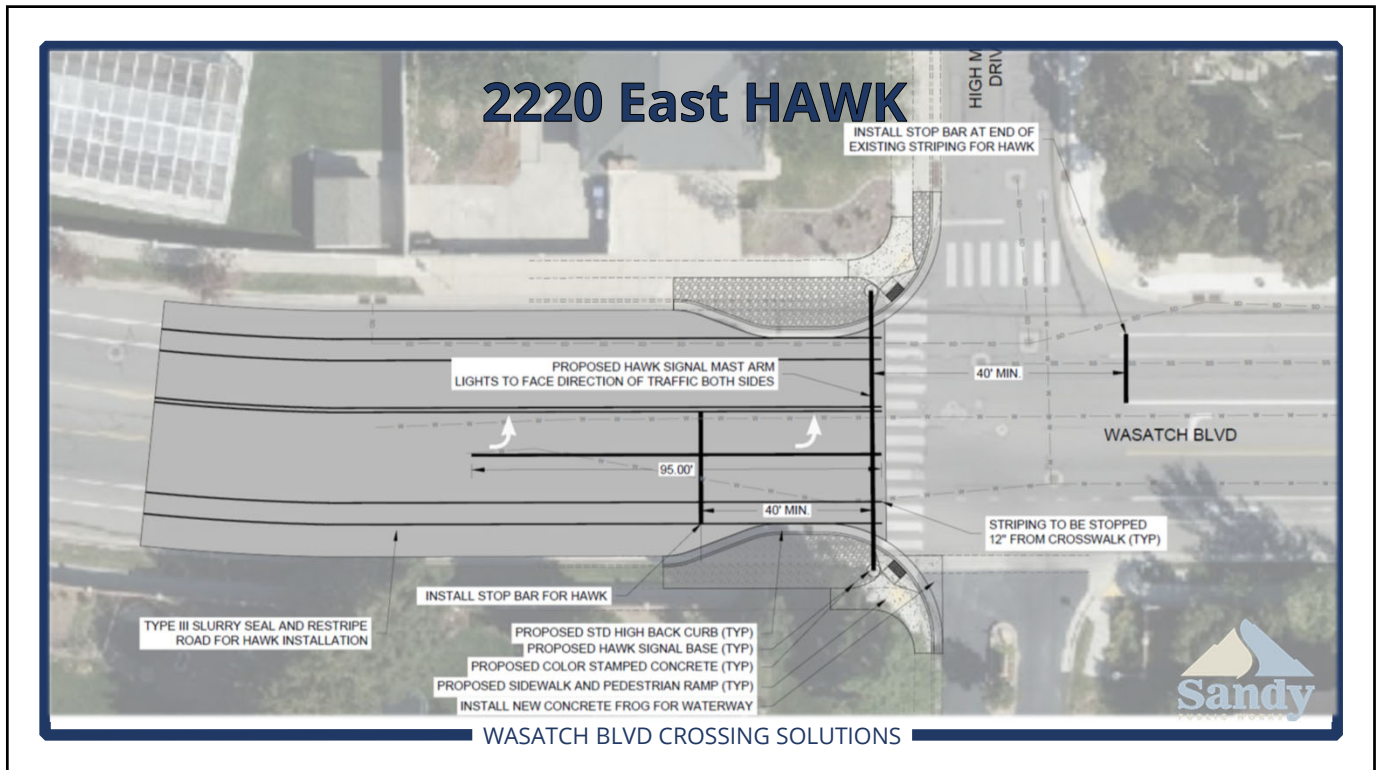 2220 East HAWK
HIGH M
DRIV
INSTALL STOP BAR AT END OF
EXISTING STRIPING FOR HAWK
PROPOSED HAWK SIGNAL MAST ARM
LIGHTS TO FACE DIRECTION OF TRAFFIC BOTH SIDES
40' MIN.
WASATCH BLVD
95.00'
40' MIN.
STRIPING TO BE STOPPED
12" FROM CROSSWALK (TYP)
INSTALL STOP BAR FOR HAWK
TYPE III SLURRY SEAL AND RESTRIPE
ROAD FOR HAWK INSTALLATION
PROPOSED STD HIGH BACK CURB (TYP)
PROPOSED HAWK SIGNAL BASE (TYP)
PROPOSED COLOR STAMPED CONCRETE (TYP)
PROPOSED SIDEWALK AND PEDESTRIAN RAMP (TYP)
INSTALL NEW CONCRETE FROG FOR WATERWAY
Sandy
PUBLIC WORKS
WASATCH BLVD CROSSING SOLUTIONS